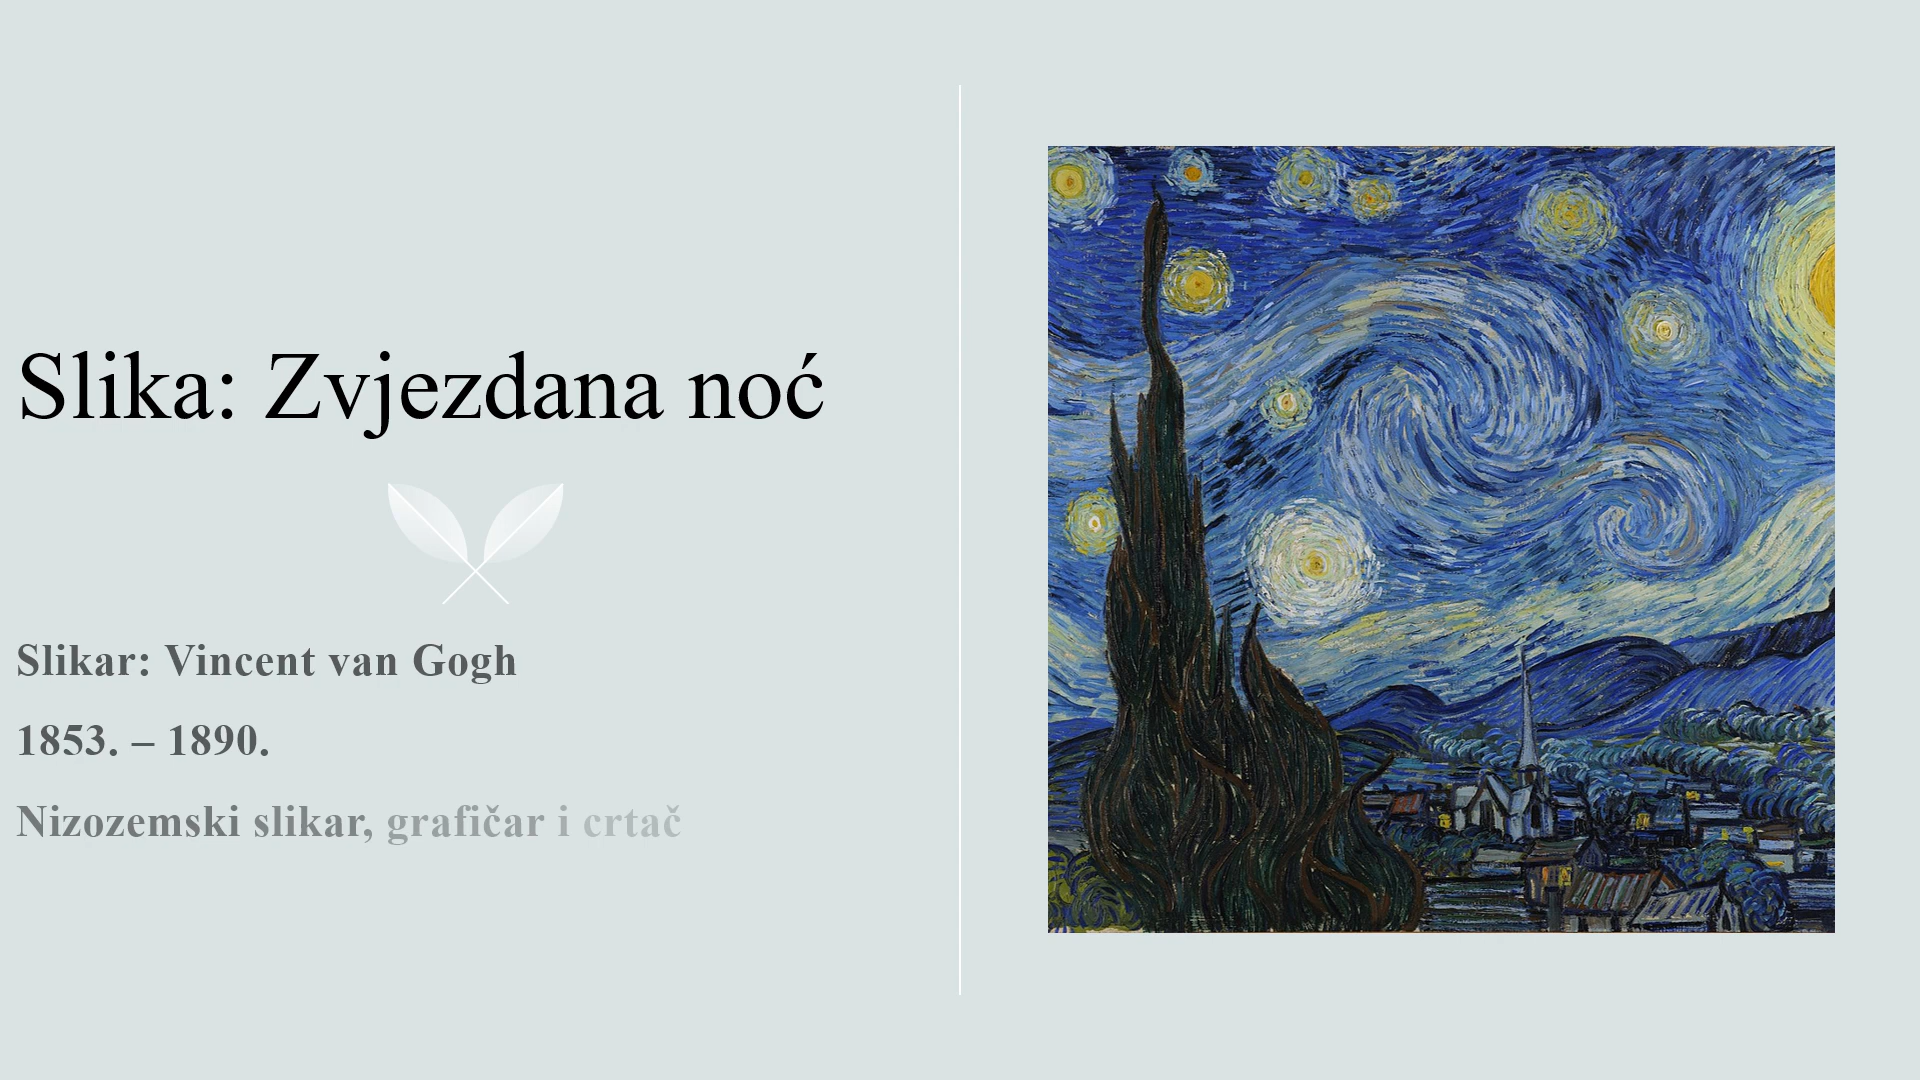 Slika: Zvjezdana noć
Slikar: Vincent van Gogh
1853. – 1890.
Nizozemski slikar, grafičar i crtač